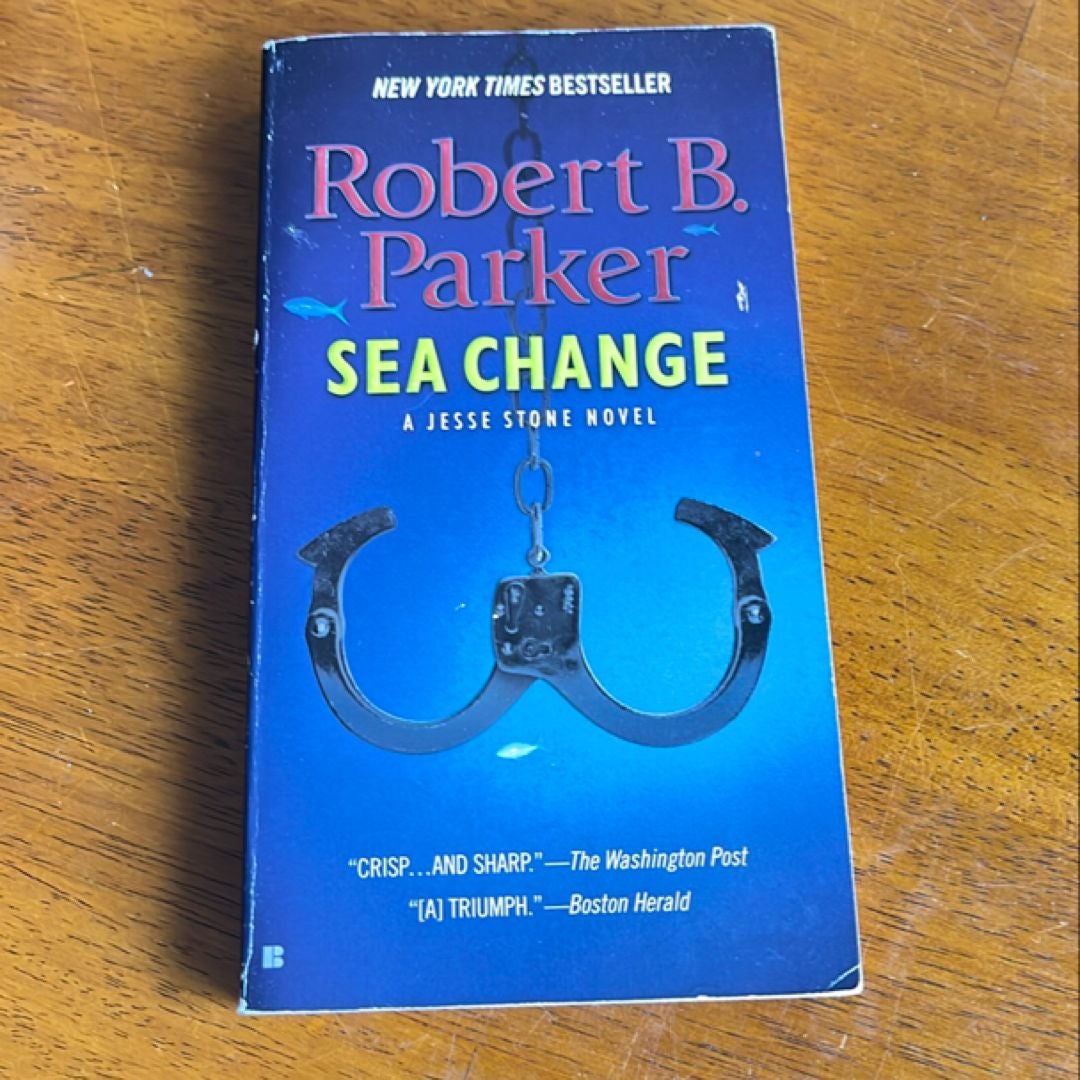 NEW YORK TIMES BESTSELLER
Robert B.
Parker
SEA CHANGE
A JESSE STONE NOVEL
“CRISP...AND SHARP.”—The Washington Post
“[A] TRIUMPH.”—Boston Herald
B